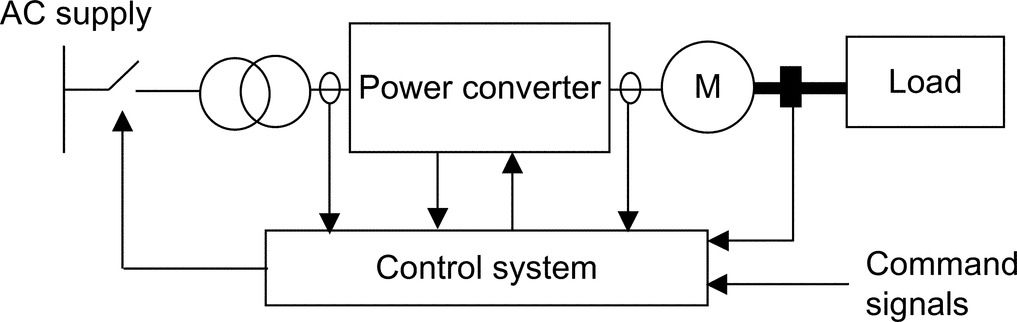 AC supply
Power converter
M
Load
Control system
Command
signals